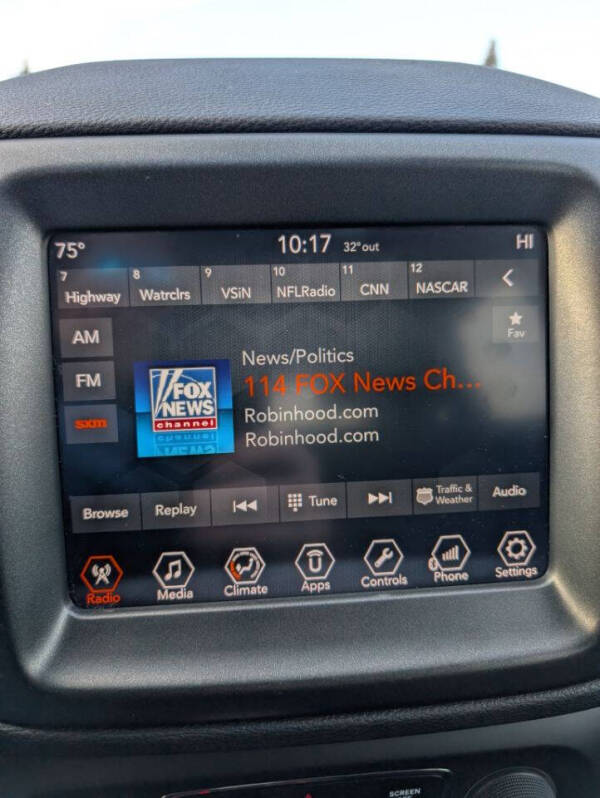 75° 10:17 32° out HI
7 Highway 8 Watrclrs 9 VSiN 10 NFLRadio 11 CNN 12 NASCAR <
AM
Fav
FM
sxm
FOX
NEWS
channel
News/Politics
114 FOX News Ch...
Robinhood.com
Robinhood.com
Browse Replay Tune Traffic & Weather Audio
Radio Media Climate U Apps Controls Phone Settings
SCREEN